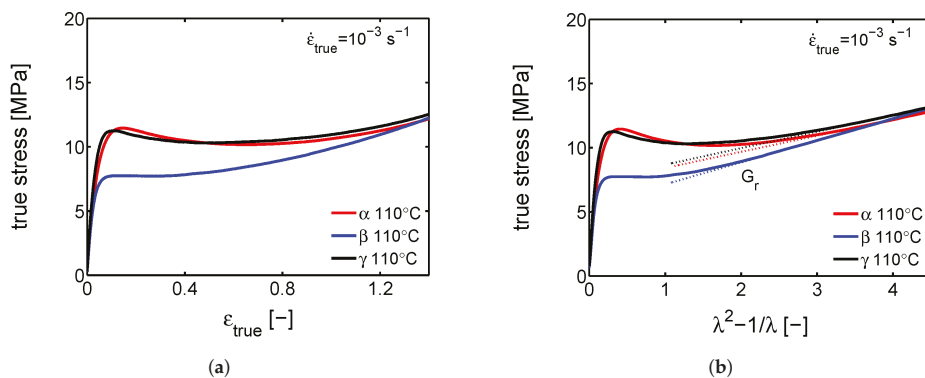 20
15
10
5
0
true stress [MPa]
ε̇true=10−3 s−1
α 110°C
β 110°C
γ 110°C
0 0.4 0.8 1.2
εtrue [−]
(a)
20
15
10
5
0
true stress [MPa]
ε̇true=10−3 s−1
Gr
α 110°C
β 110°C
γ 110°C
0 1 2 3 4
λ2−1/λ [−]
(b)